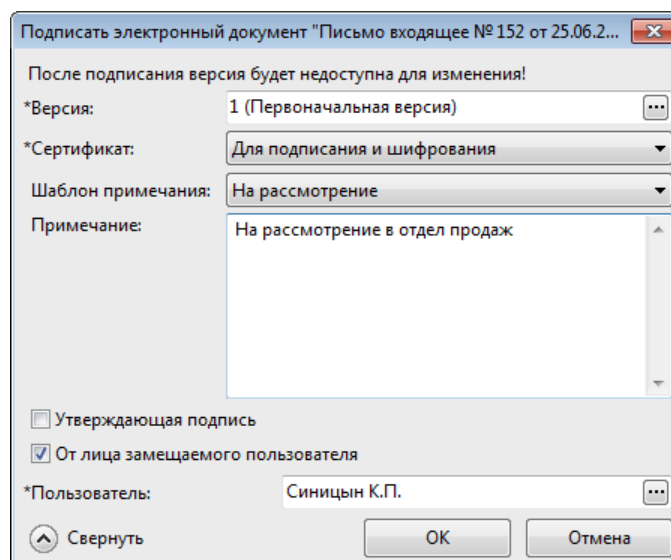 Подписать электронный документ "Письмо входящее № 152 от 25.06.2...
После подписания версия будет недоступна для изменения!
*Версия: 1 (Первоначальная версия) ...
*Сертификат: Для подписания и шифрования
Шаблон примечания: На рассмотрение
Примечание: На рассмотрение в отдел продаж
Утверждающая подпись
От лица замещаемого пользователя
*Пользователь: Синицын К.П. ...
Свернуть ОК Отмена